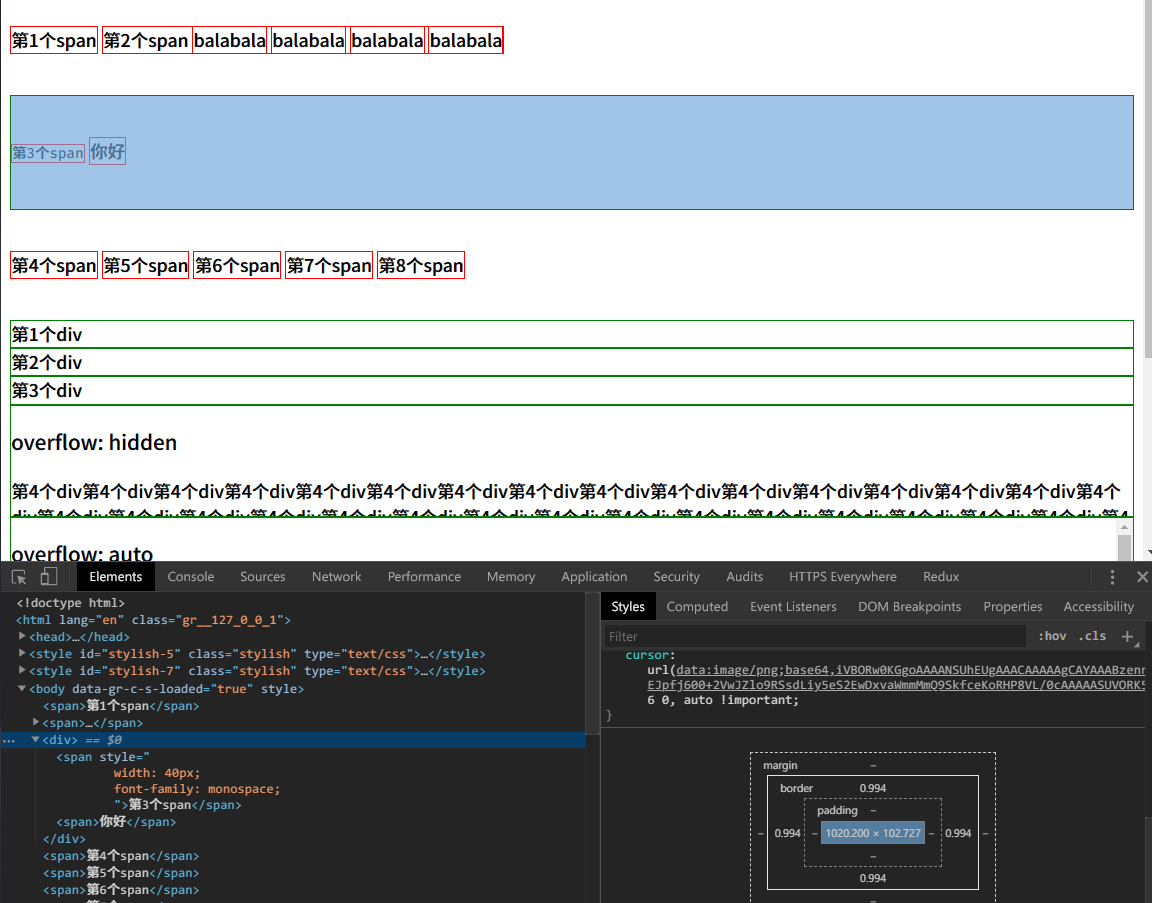 第1个span 第2个span balabala balabala balabala balabala
第3个span 你好
第4个span 第5个span 第6个span 第7个span 第8个span
第1个div
第2个div
第3个div
overflow: hidden
第4个div第4个div第4个div第4个div第4个div第4个div第4个div第4个div第4个div第4个div第4个div第4个div第4个div第4个div第4个div第4个
overflow: auto
Elements Console Sources Network Performance Memory Application Security Audits HTTPS Everywhere Redux
<!doctype html>
<html lang="en" class="gr__127_0_0_1">
<head>…</head>
<style id="stylish-5" class="stylish" type="text/css">…</style>
<style id="stylish-7" class="stylish" type="text/css">…</style>
<body data-gr-c-s-loaded="true" style>
<span>第1个span</span>
<span>…</span>
<div> == $0
<span style="
width: 40px;
font-family: monospace;
">第3个span</span>
<span>你好</span>
</div>
<span>第4个span</span>
<span>第5个span</span>
<span>第6个span</span>
Styles Computed Event Listeners DOM Breakpoints Properties Accessibility
Filter :hov .cls +
cursor:
url(data:image/png;base64,iVBORw0KGgoAAAANSUhEUgAAACAAAAAgCAYAAABzenr
EJpfj600+2VwJZlo9RSsdLiy5eS2EwDxvaWmmMmQ9SkfceKoRHP8VL/0cAAAAASUVORK5
6 0, auto !important;
}
margin –
border 0.994
padding –
– 0.994 – 1020.200 × 102.727 – 0.994 –
–
0.994
–